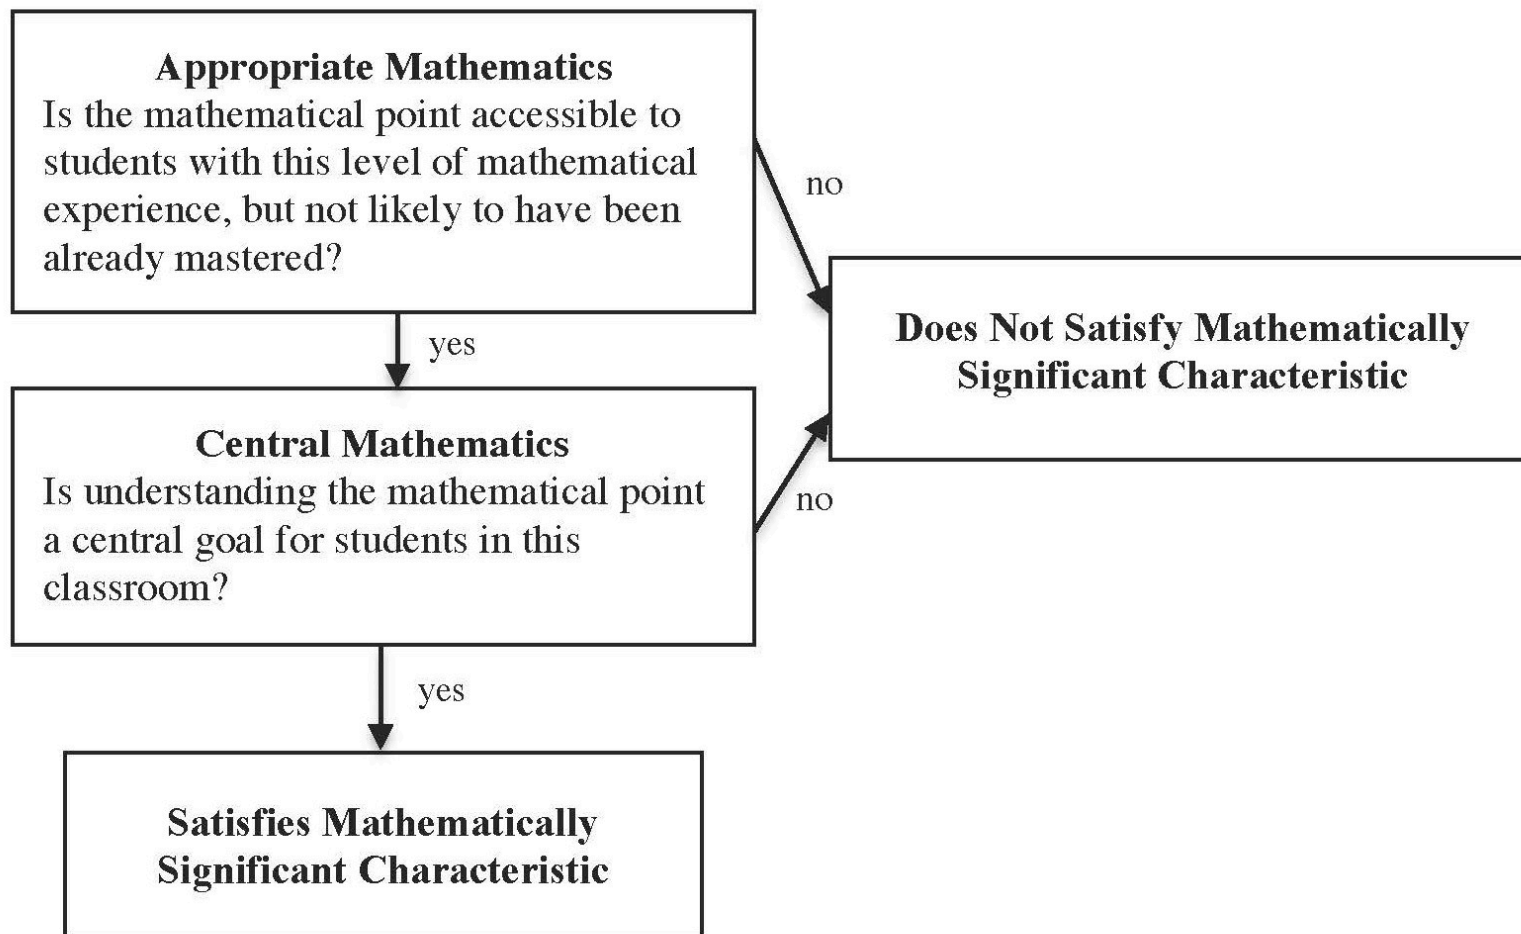 Appropriate Mathematics
Is the mathematical point accessible to
students with this level of mathematical
experience, but not likely to have been
already mastered?
no
Does Not Satisfy Mathematically
Significant Characteristic
yes
Central Mathematics
Is understanding the mathematical point
a central goal for students in this
classroom?
no
yes
Satisfies Mathematically
Significant Characteristic